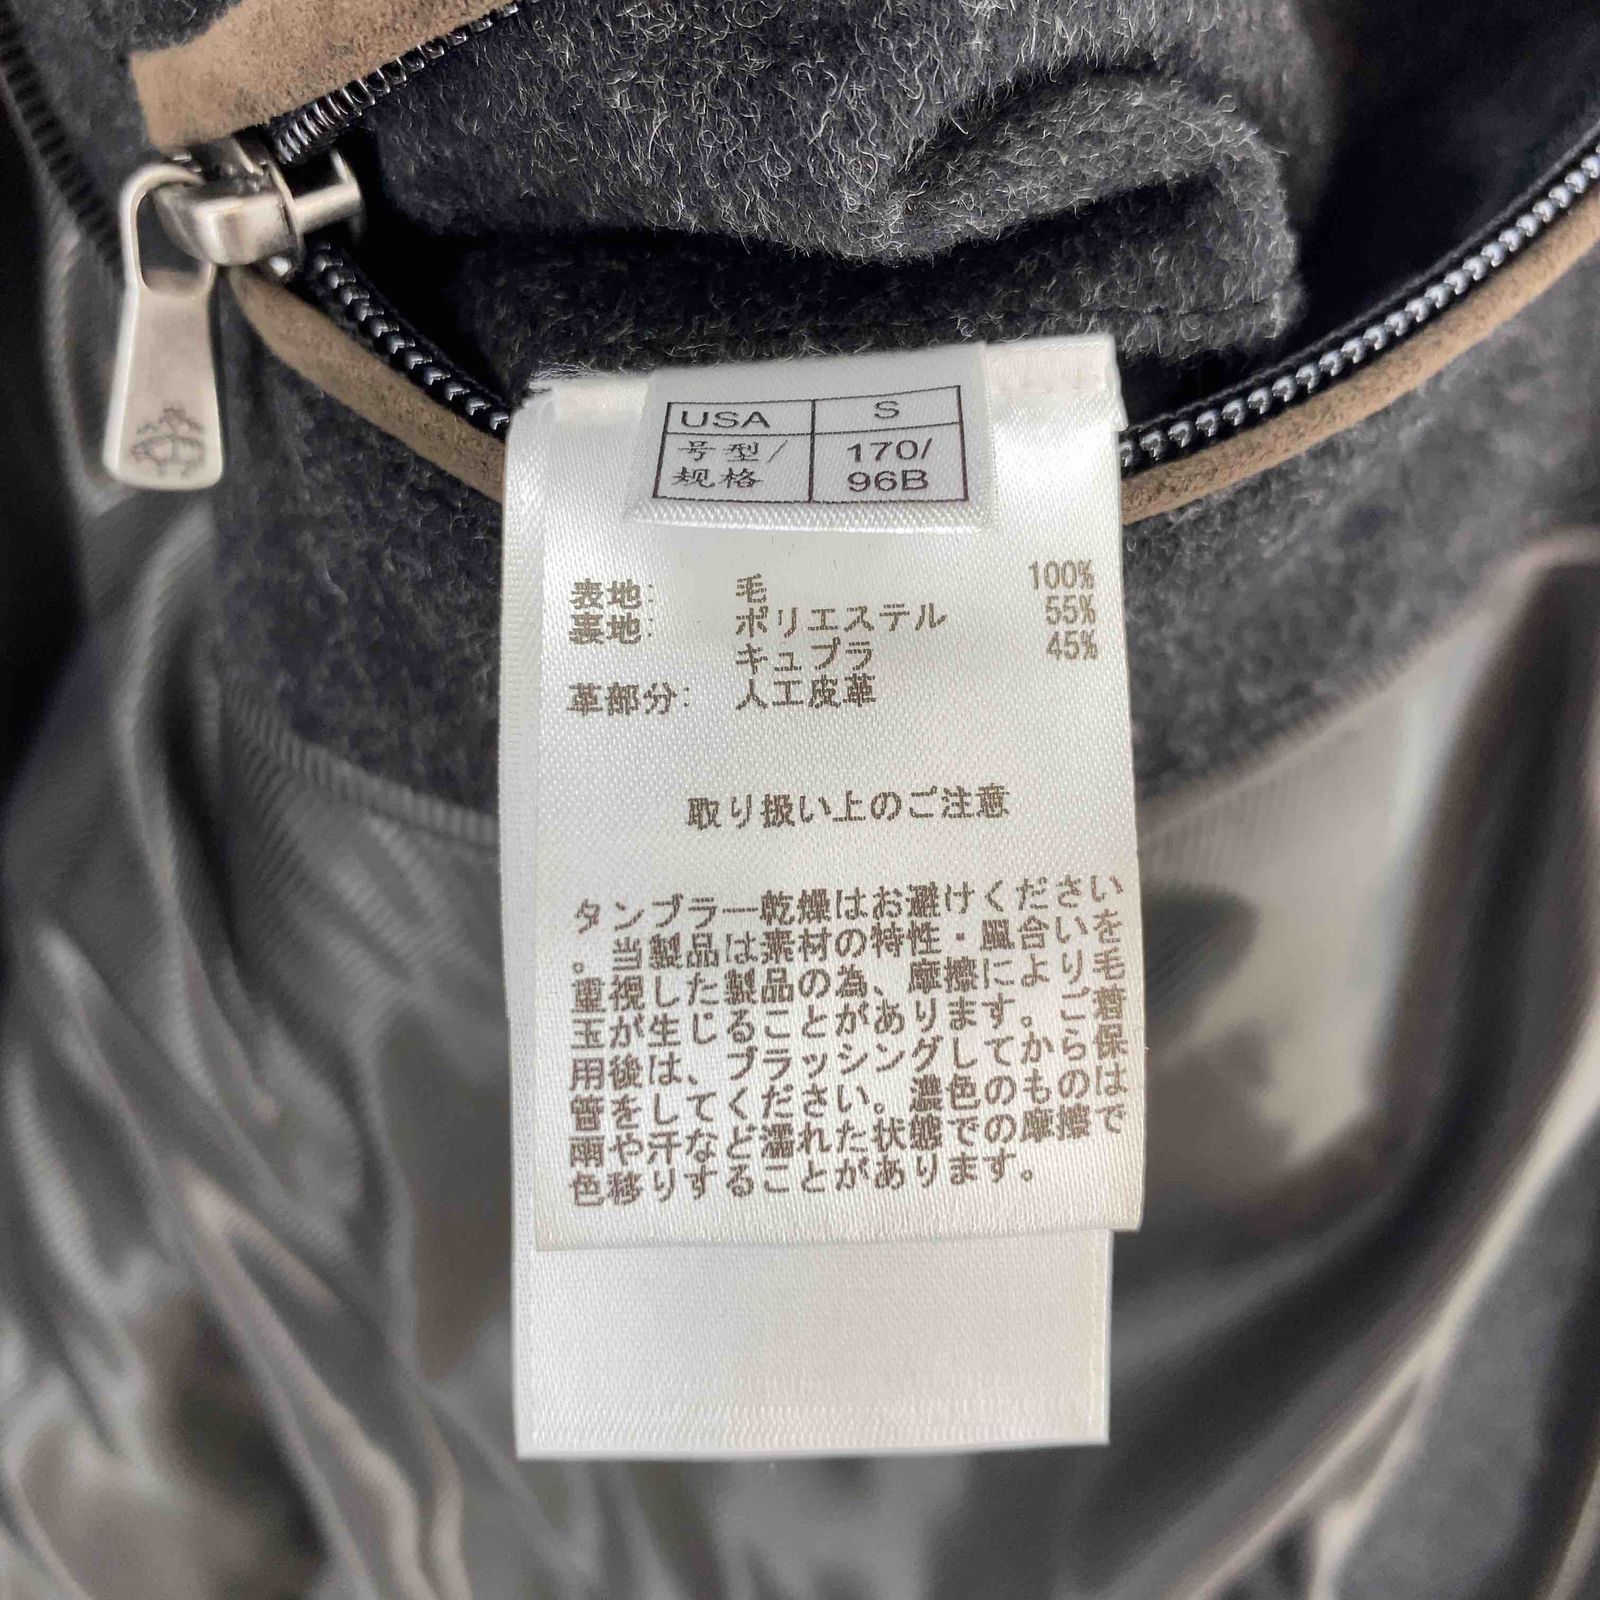 USA S
号型/ 170/
规格 96B
表地: 毛 100%
裏地: ポリエステル 55%
キュプラ 45%
革部分: 人工皮革
取り扱い上のご注意
タンブラー乾燥はお避けください
。当製品は素材の特性・風合いを
重視した製品の為、摩擦により毛
玉が生じることがあります。ご着
用後は、ブラッシングしてから保
管をしてください。濃色のものは
雨や汗など濡れた状態での摩擦で
色移りすることがあります。